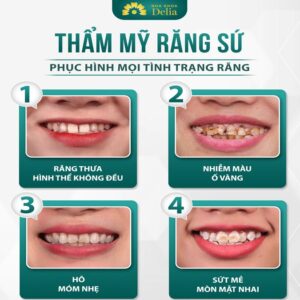 NHA KHOA
Delia
THẨM MỸ RĂNG SỨ
PHỤC HÌNH MỌI TÌNH TRẠNG RĂNG
1
RĂNG THƯA
HÌNH THỂ KHÔNG ĐỀU
2
NHIỄM MÀU
Ố VÀNG
3
HÔ
MÓM NHẸ
4
SỨT MẺ
MÒN MẶT NHAI